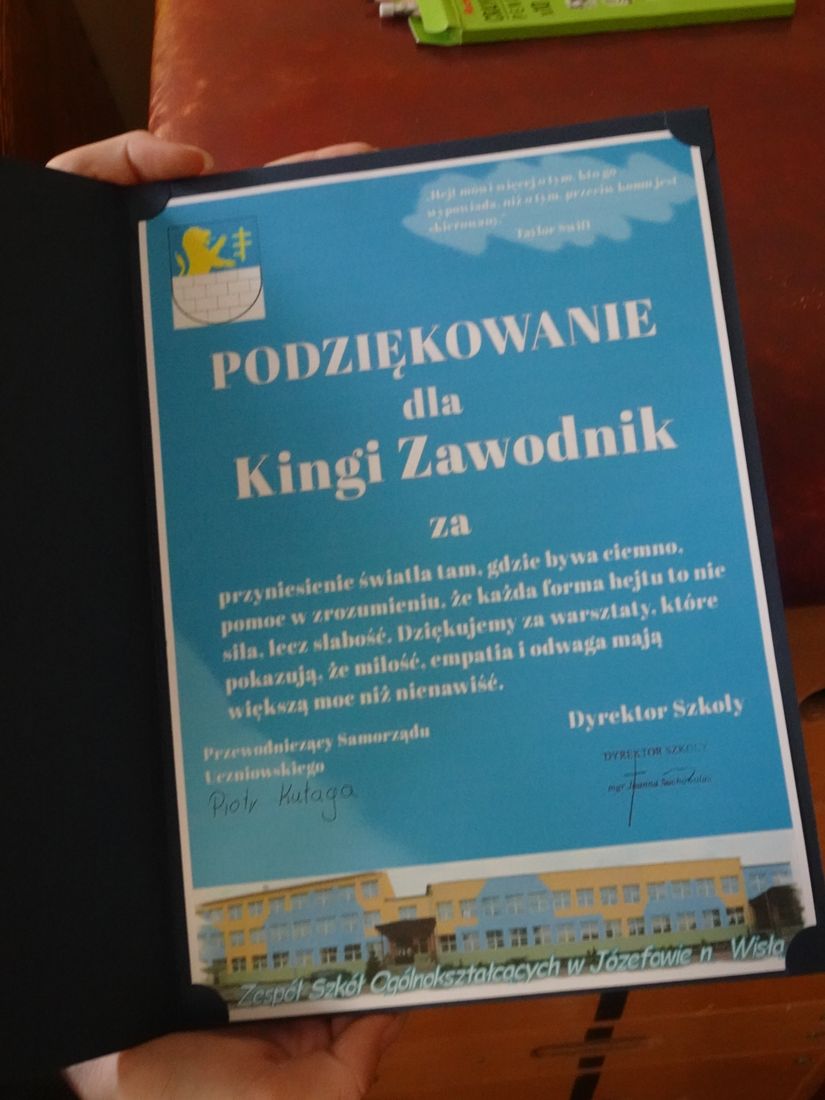 „Hejt mówi więcej o tym, kto go
wypowiada, niż o tym, przeciw komu jest
skierowany."
Taylor Swift
PODZIĘKOWANIE
dla
Kingi Zawodnik
za
przyniesienie światła tam, gdzie bywa ciemno,
pomoc w zrozumieniu, że każda forma hejtu to nie
siła, lecz słabość. Dziękujemy za warsztaty, które
pokazują, że miłość, empatia i odwaga mają
większą moc niż nienawiść.
Przewodniczący Samorządu
Uczniowskiego
Piotr Kutaga
Dyrektor Szkoły
DYREKTOR SZKOŁY
mgr Joanna
Zespół Szkół Ogólnokształcących w Józefowie n Wisłą